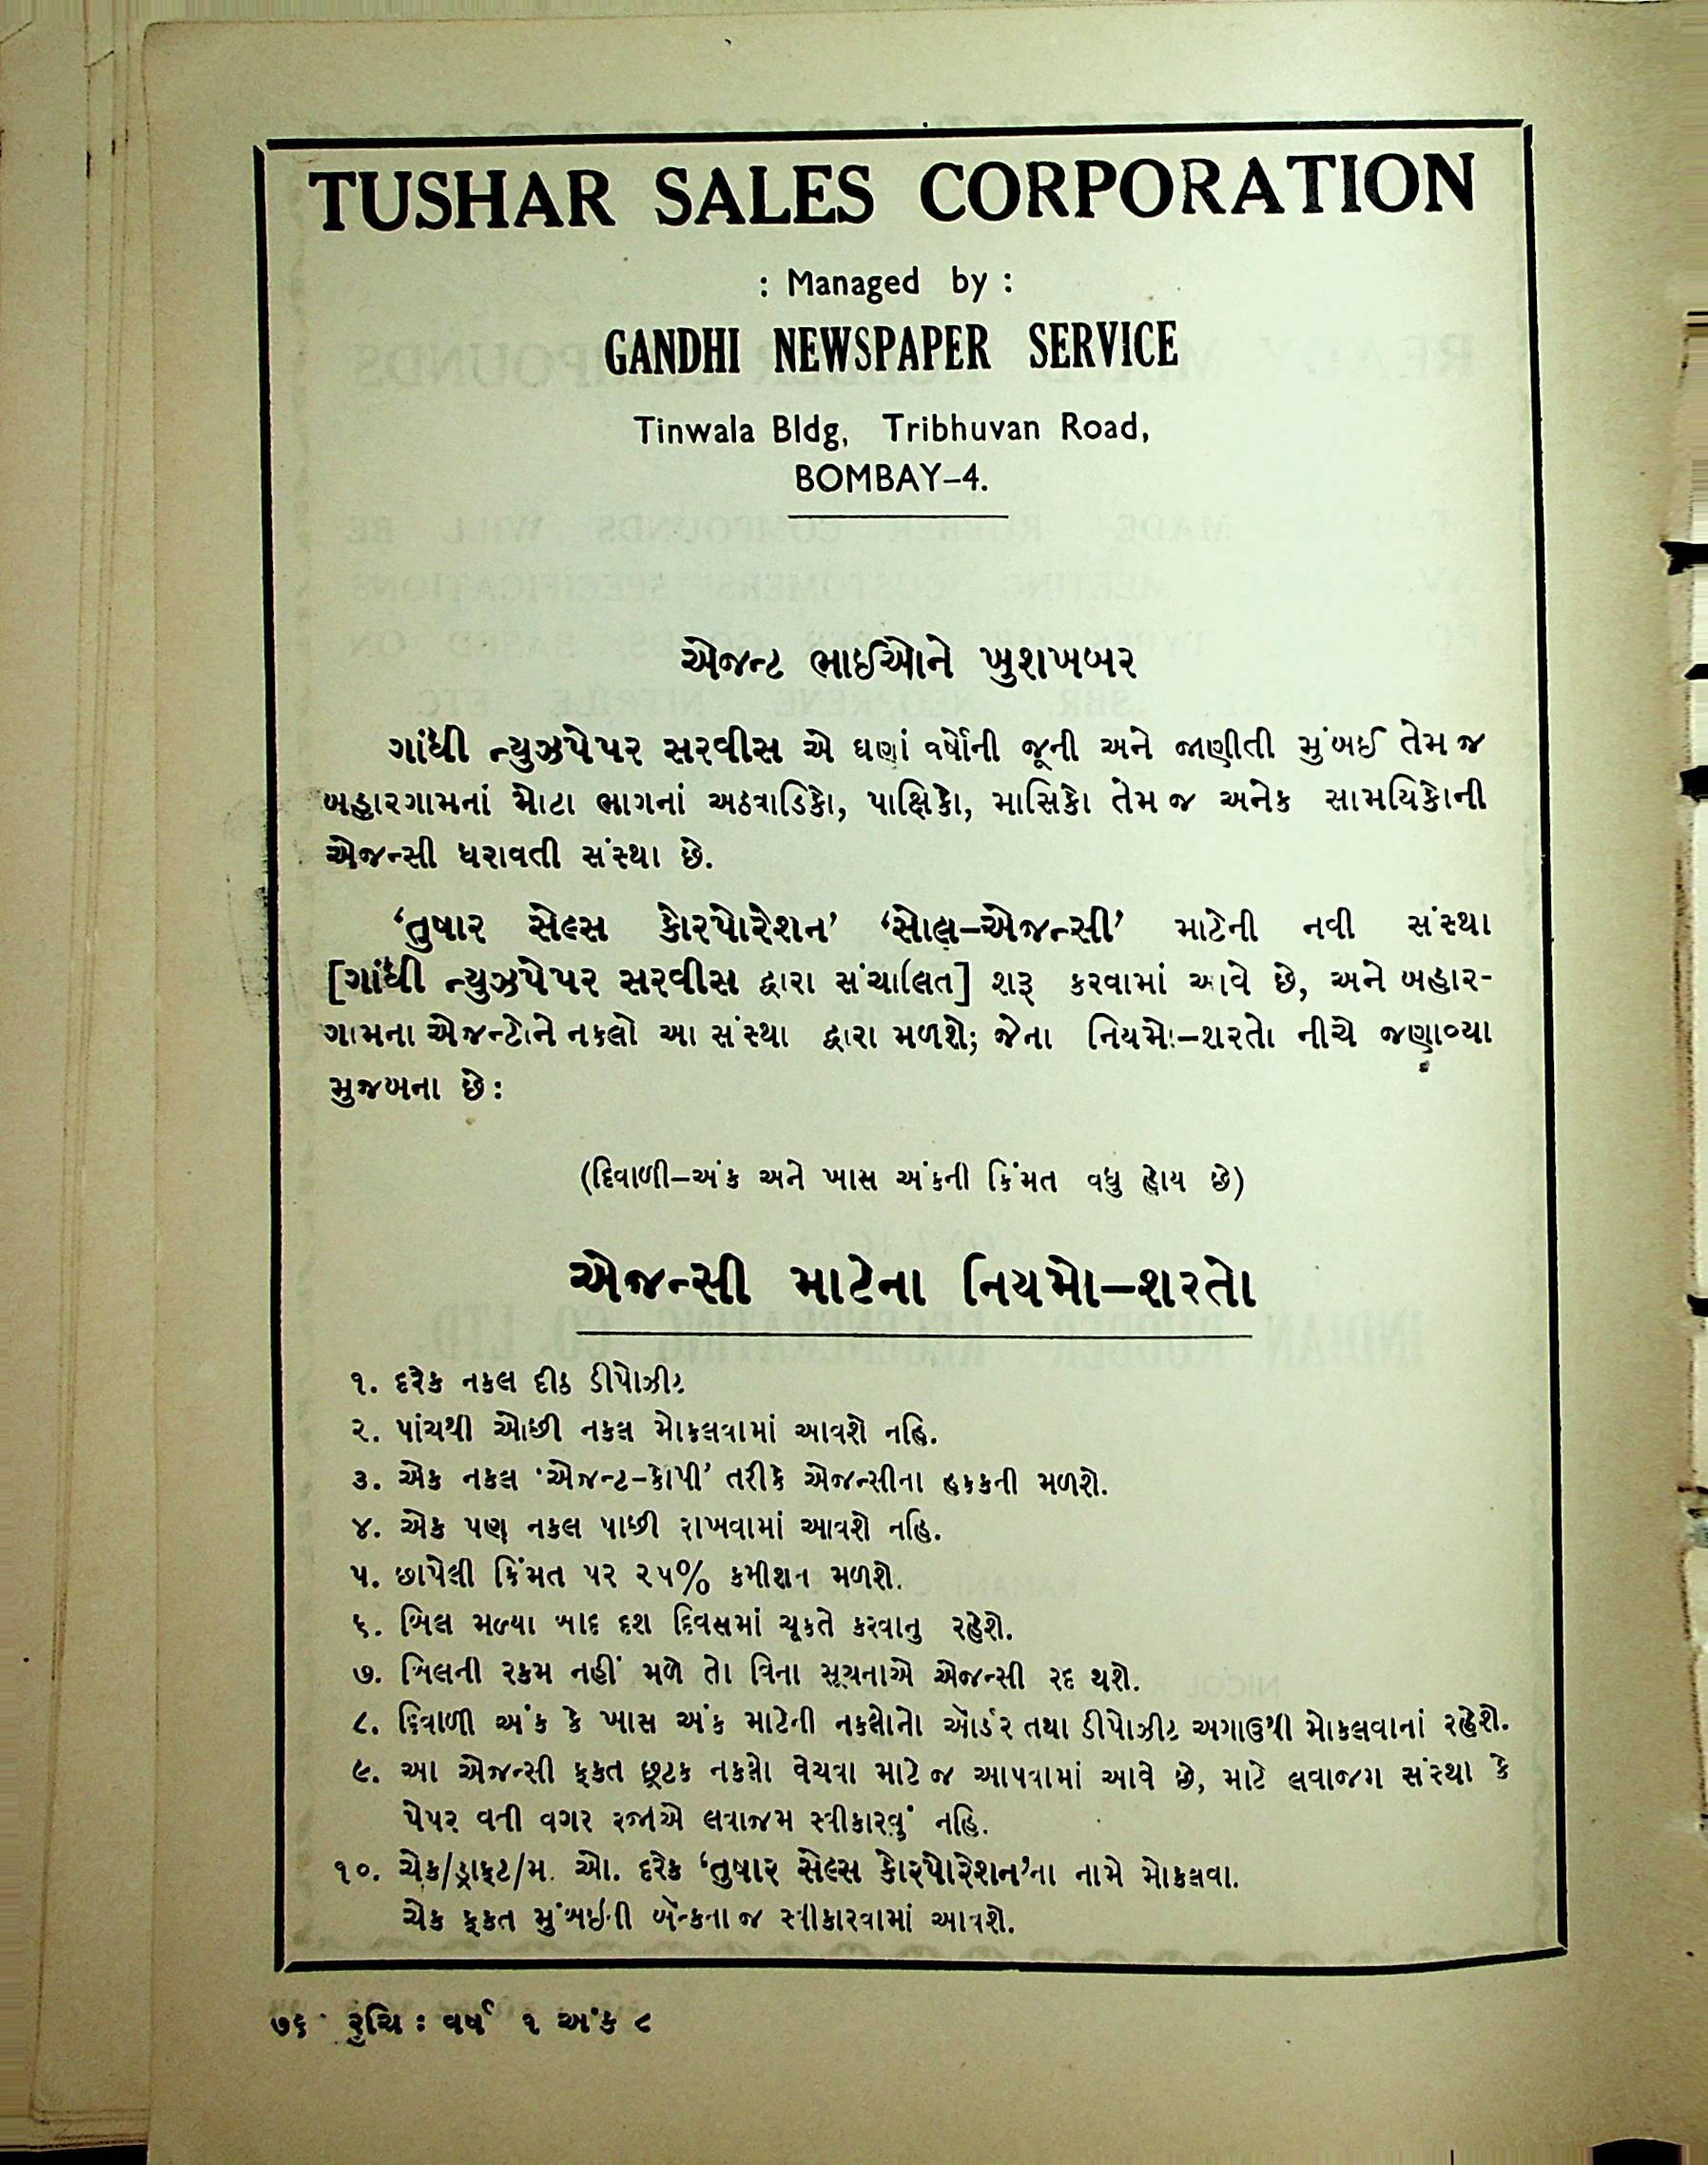 TUSHAR SALES CORPORATION
: Managed by :
GANDHI NEWSPAPER SERVICE
Tinwala Bldg, Tribhuvan Road,
BOMBAY-4.
એજન્ટ ભાઈઓને ખુશખબર
ગાંધી ન્યુઝપેપર સરવીસ એ ઘણાં વર્ષોની જૂની અને જાણીતી મુંબઈ તેમ જ
બહારગામનાં મોટા ભાગનાં અઠવાડિકો, પાક્ષિકો, માસિકો તેમ જ અનેક સામયિકોની
એજન્સી ધરાવતી સંસ્થા છે.
‘તુષાર સેલ્સ કોરપોરેશન’ ‘સોલ-એજન્સી’ માટેની નવી સંસ્થા
[ગાંધી ન્યુઝપેપર સરવીસ દ્વારા સંચાલિત] શરૂ કરવામાં આવે છે, અને બહાર-
ગામના એજન્ટોને નકલો આ સંસ્થા દ્વારા મળશે; જેના નિયમો-શરતો નીચે જણાવ્યા
મુજબના છે:
(દિવાળી-અંક અને ખાસ અંકની કિંમત વધુ હોય છે)
એજન્સી માટેના નિયમો-શરતો
૧. દરેક નકલ દીઠ ડીપોઝીટ
૨. પાંચથી ઓછી નકલ મોકલવામાં આવશે નહિ.
૩. એક નકલ ‘એજન્ટ-કોપી’ તરીકે એજન્સીના હકકની મળશે.
૪. એક પણ નકલ પાછી રાખવામાં આવશે નહિ.
૫. છાપેલી કિંમત પર ૨૫% કમીશન મળશે.
૬. બિલ મળ્યા બાદ દશ દિવસમાં ચૂકતે કરવાનુ રહેશે.
૭. બિલની રકમ નહીં મળે તો વિના સૂચનાએ એજન્સી રદ થશે.
૮. દિવાળી અંક કે ખાસ અંક માટેની નકલોનો ઑર્ડર તથા ડીપોઝીટ અગાઉથી મોકલવાનાં રહેશે.
૯. આ એજન્સી ફકત છૂટક નકલો વેચવા માટે જ આપવામાં આવે છે, માટે લવાજમ સંસ્થા કે
પેપર વતી વગર રજાએ લવાજમ સ્વીકારવું નહિ.
૧૦. ચેક/ડ્રાફ્ટ/મ. ઓ. દરેક ‘તુષાર સેલ્સ કોરપોરેશન’ના નામે મોકલવા.
ચેક ફકત મુંબઈની બૅન્કના જ સ્વીકારવામાં આવશે.
૭૬ રુચિ : વર્ષ ૧ અંક ૮